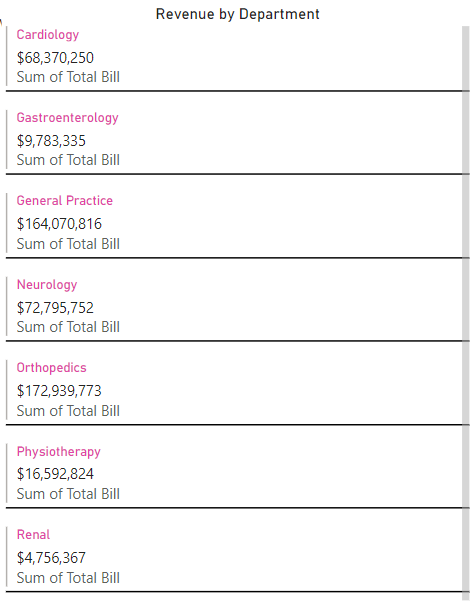 Revenue by Department
Cardiology
$68,370,250
Sum of Total Bill
Gastroenterology
$9,783,335
Sum of Total Bill
General Practice
$164,070,816
Sum of Total Bill
Neurology
$72,795,752
Sum of Total Bill
Orthopedics
$172,939,773
Sum of Total Bill
Physiotherapy
$16,592,824
Sum of Total Bill
Renal
$4,756,367
Sum of Total Bill